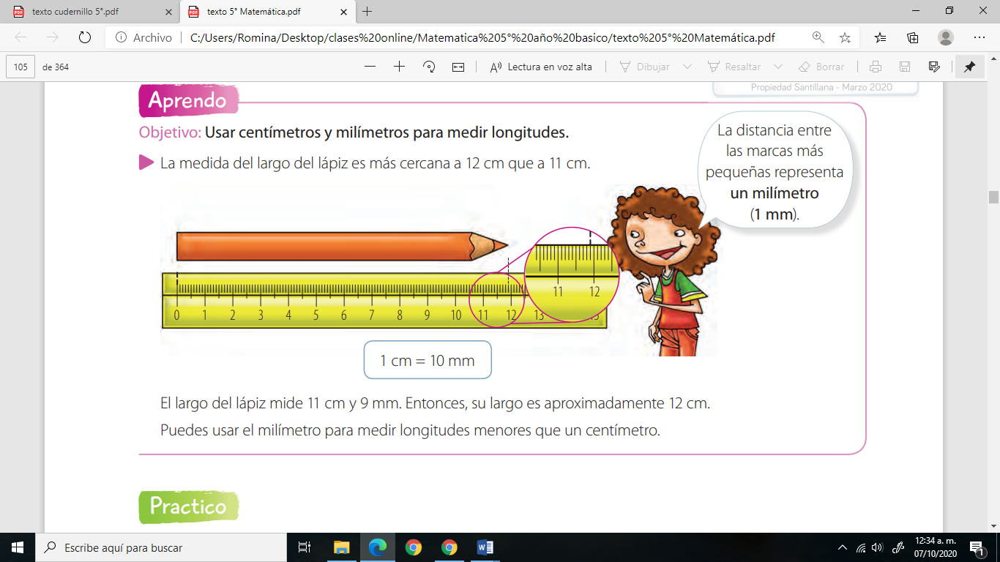 texto cudernillo 5°.pdf
texto 5° Matemática.pdf
Archivo
C:/Users/Romina/Desktop/clases%20online/Matematica%205°%20año%20basico/texto%205°%20Matemática.pdf
105 de 364
Lectura en voz alta
Dibujar
Resaltar
Borrar
Propiedad Santillana - Marzo 2020
Aprendo
Objetivo: Usar centímetros y milímetros para medir longitudes.
La medida del largo del lápiz es más cercana a 12 cm que a 11 cm.
La distancia entre
las marcas más
pequeñas representa
un milímetro
(1 mm).
11 12
0 1 2 3 4 5 6 7 8 9 10 11 12 13
1 cm = 10 mm
El largo del lápiz mide 11 cm y 9 mm. Entonces, su largo es aproximadamente 12 cm.
Puedes usar el milímetro para medir longitudes menores que un centímetro.
Practico
Escribe aquí para buscar
12:34 a. m.
07/10/2020
1